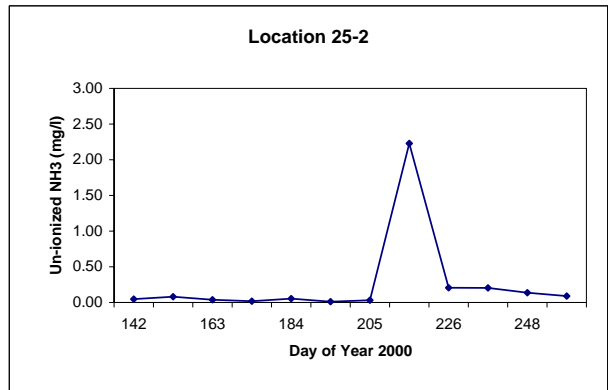 Location 25-2
3.00
2.50
2.00
1.50
1.00
0.50
0.00
Un-ionized NH3 (mg/l)
142 163 184 205 226 248
Day of Year 2000